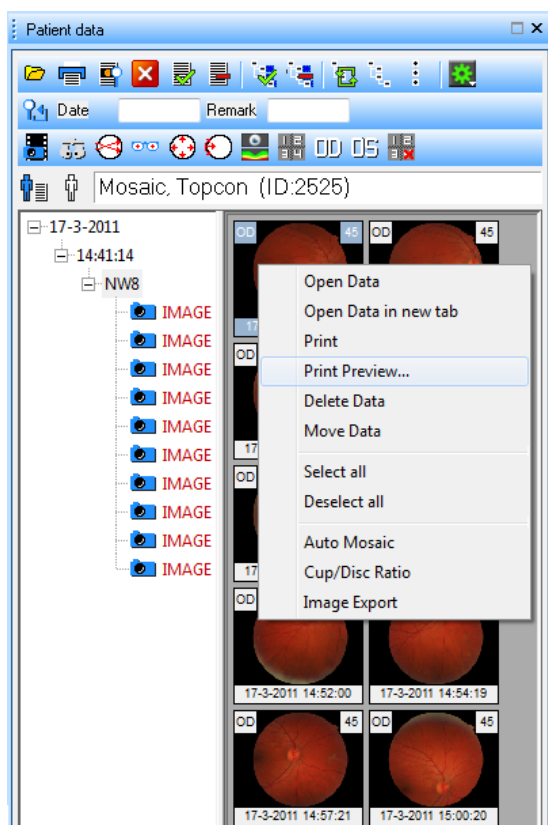 Patient data
Date Remark
OD OS
Mosaic, Topcon (ID:2525)
17-3-2011
14:41:14
NW8
IMAGE
IMAGE
IMAGE
IMAGE
IMAGE
IMAGE
IMAGE
IMAGE
IMAGE
IMAGE
OD 45 OD 45
17
OD
17
OD
17
OD
Open Data
Open Data in new tab
Print
Print Preview...
Delete Data
Move Data
Select all
Deselect all
Auto Mosaic
Cup/Disc Ratio
Image Export
17-3-2011 14:52:00 17-3-2011 14:54:19
OD 45 OD 45
17-3-2011 14:57:21 17-3-2011 15:00:20